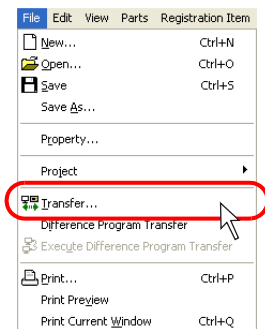 File Edit View Parts Registration Item
New... Ctrl+N
Open... Ctrl+O
Save Ctrl+S
Save As...
Property...
Project
Transfer...
Difference Program Transfer
Execute Difference Program Transfer
Print... Ctrl+P
Print Preview
Print Current Window Ctrl+Q